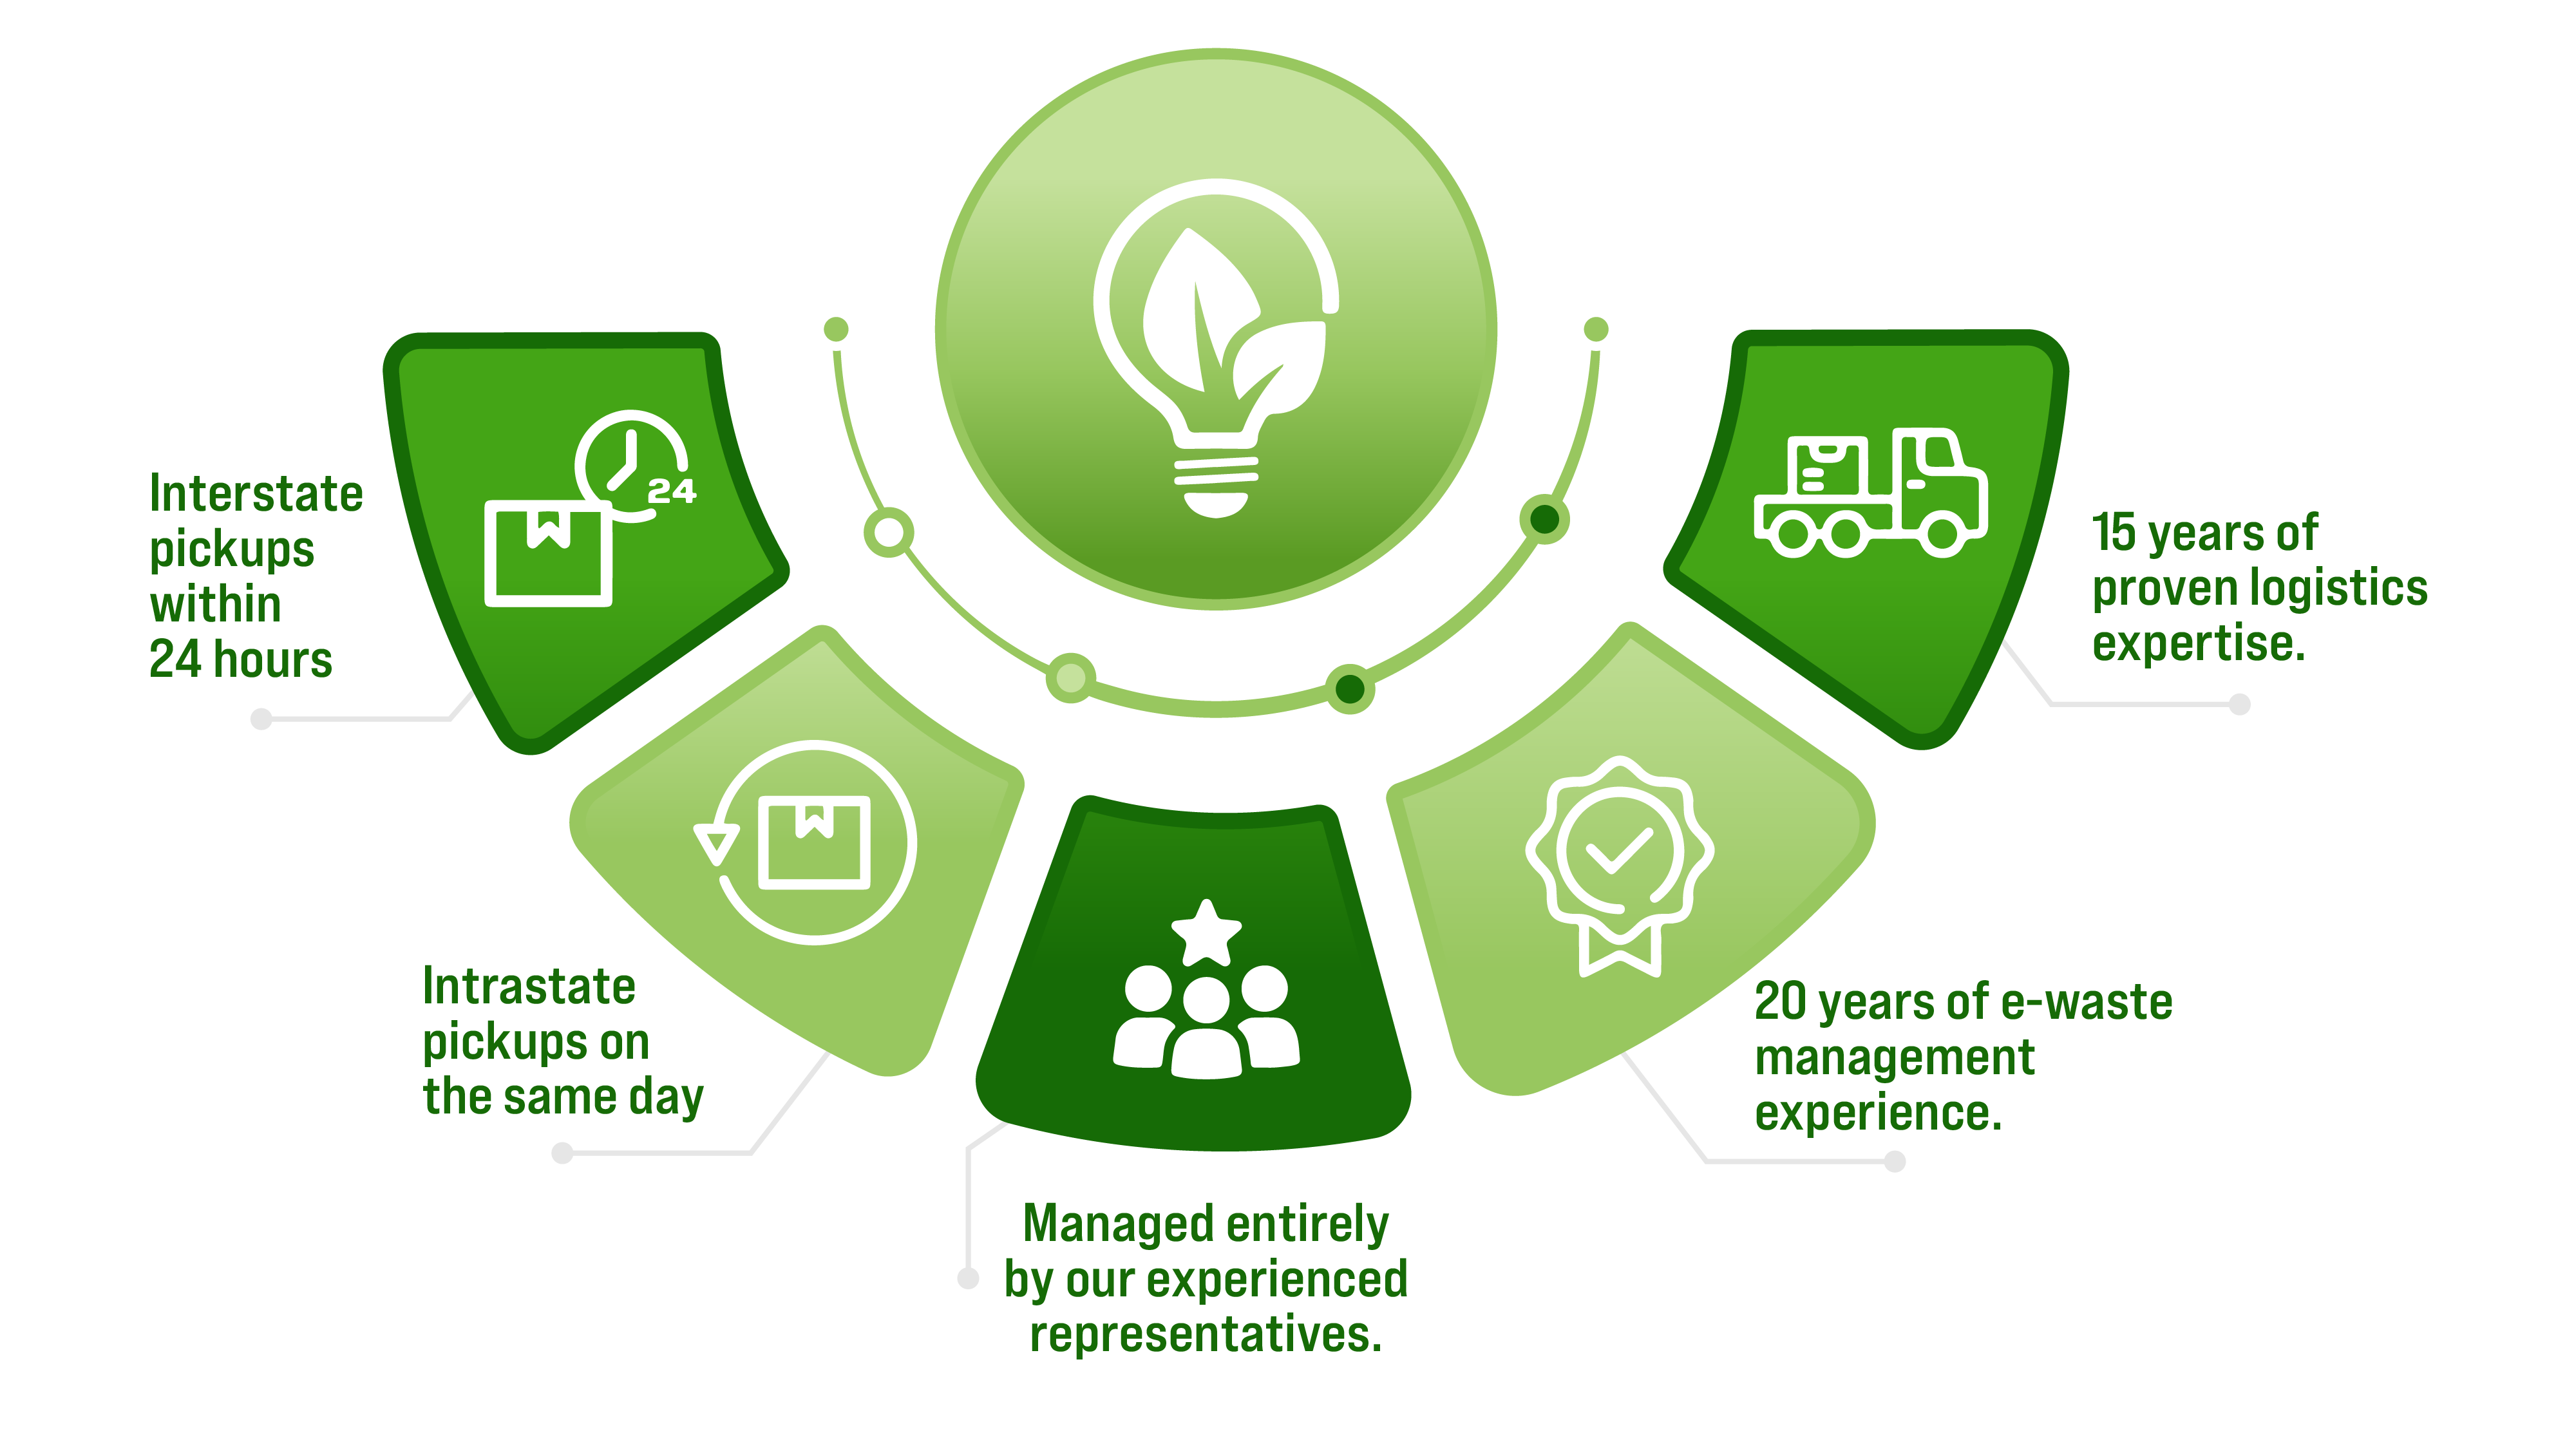 24
Interstate
pickups
within
24 hours
15 years of
proven logistics
expertise.
Intrastate
pickups on
the same day
20 years of e-waste
management
experience.
Managed entirely
by our experienced
representatives.